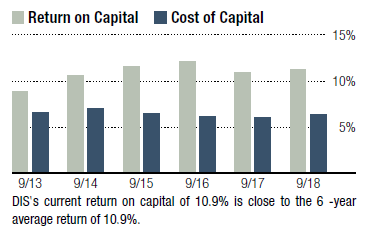 Return on Capital Cost of Capital
15%
10%
5%
9/13 9/14 9/15 9/16 9/17 9/18
DIS's current return on capital of 10.9% is close to the 6 -year
average return of 10.9%.